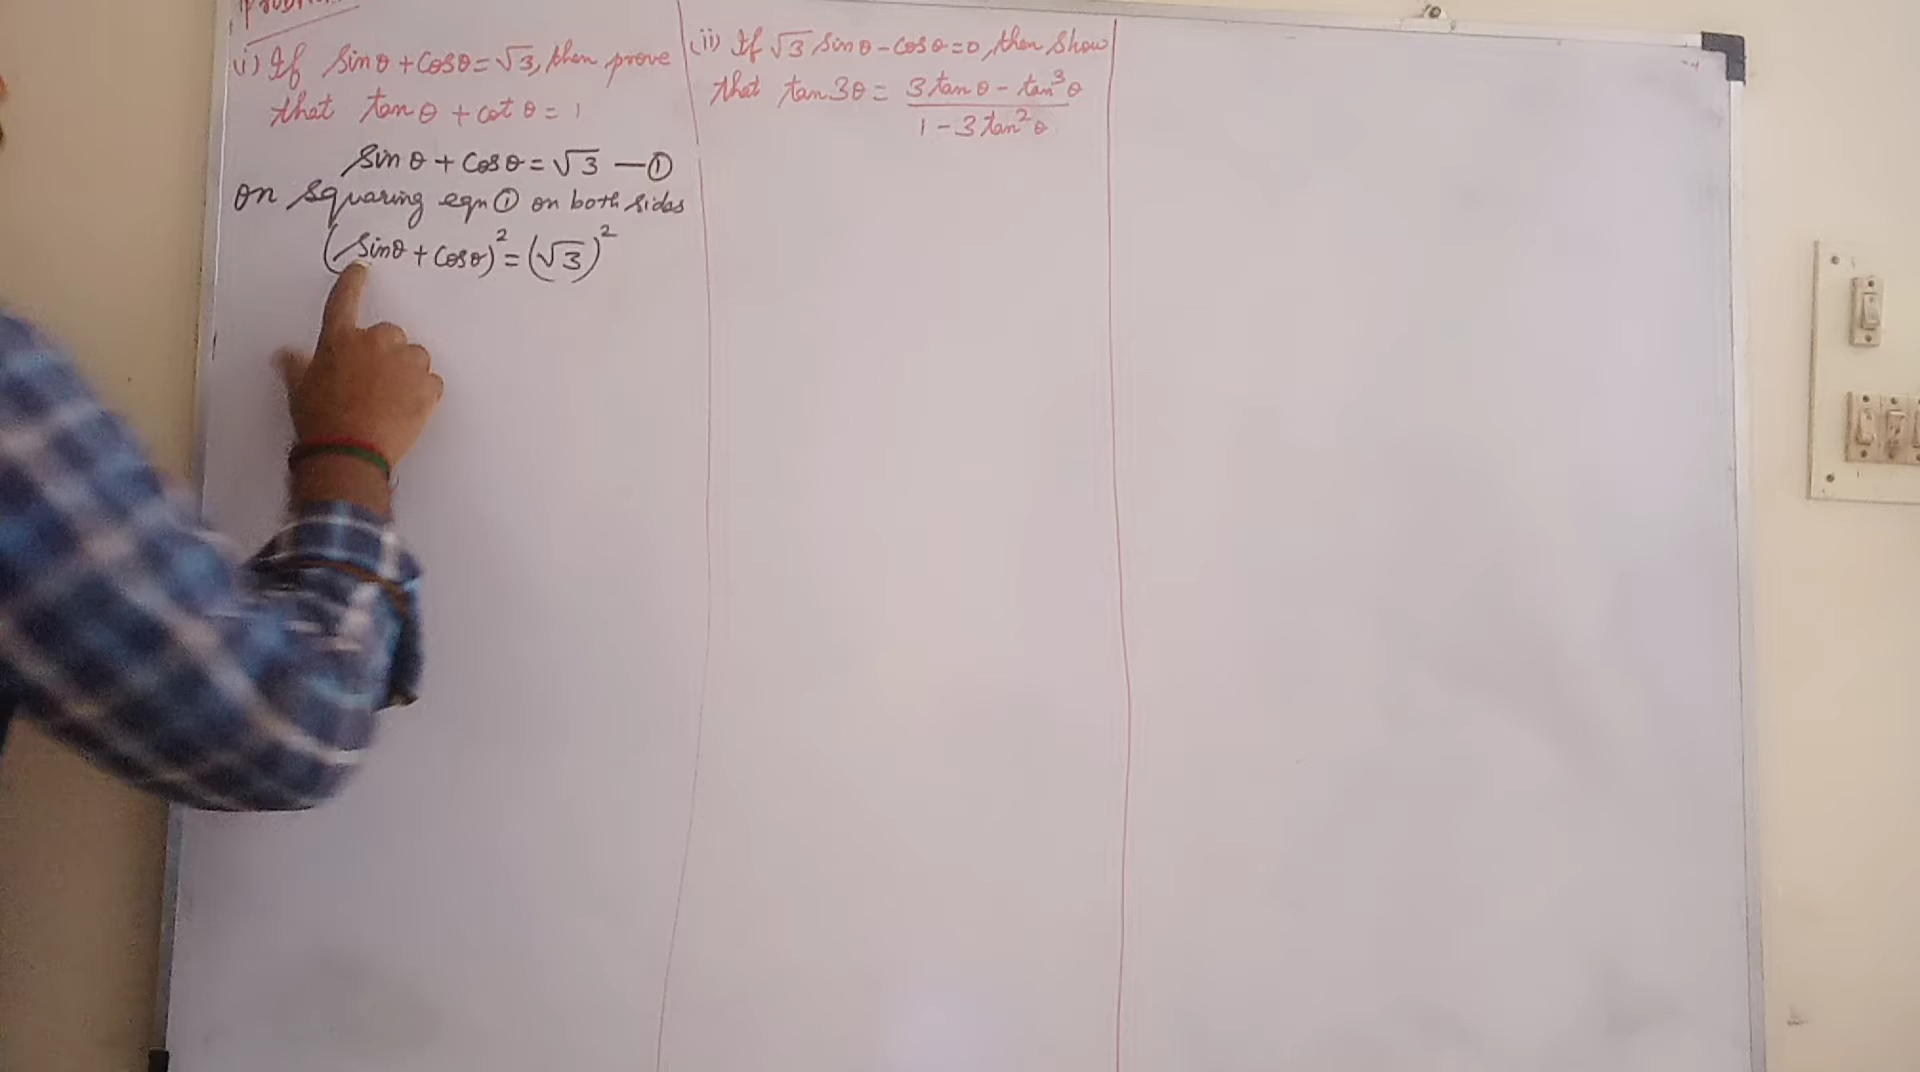 (i) If sinθ + cosθ = √3, then prove
that tanθ + cotθ = 1
sinθ + cosθ = √3 —①
on squaring eqn ① on both sides
(sinθ + cosθ)² = (√3)²
(ii) If √3 sinθ - cosθ = 0, then show
that tan3θ = 3tanθ - tan³θ
1 - 3tan²θ